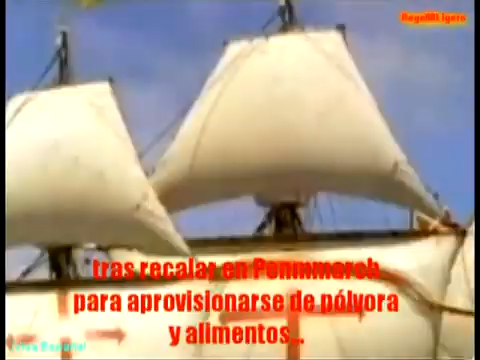 tras recalar en Penmmarch
para aprovisionarse de pólvora
y alimentos...